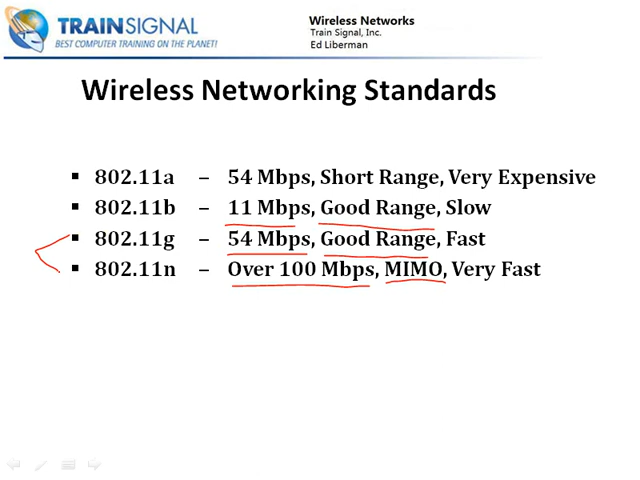 TRAINSIGNAL
BEST COMPUTER TRAINING ON THE PLANET!
Wireless Networks
Train Signal, Inc.
Ed Liberman
Wireless Networking Standards
▪ 802.11a – 54 Mbps, Short Range, Very Expensive
▪ 802.11b – 11 Mbps, Good Range, Slow
▪ 802.11g – 54 Mbps, Good Range, Fast
▪ 802.11n – Over 100 Mbps, MIMO, Very Fast